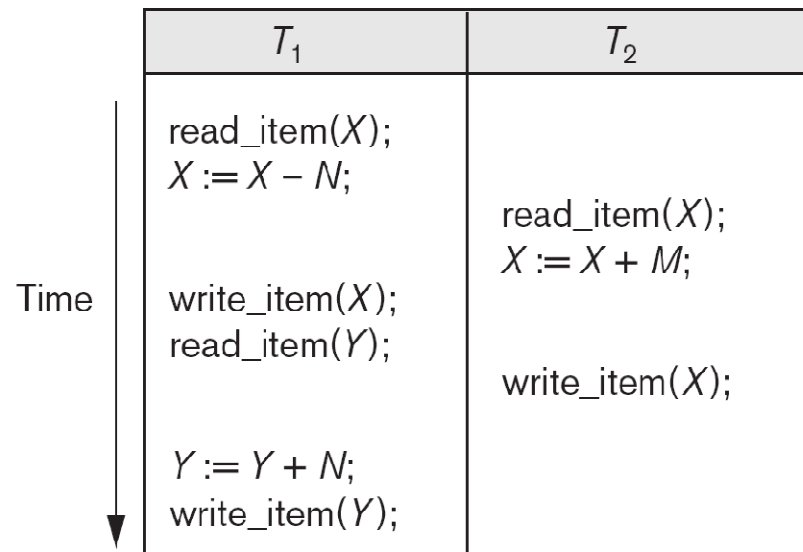 T₁ T₂
read_item(X);
X := X – N;
read_item(X);
X := X + M;
Time
write_item(X);
read_item(Y);
write_item(X);
Y := Y + N;
write_item(Y);